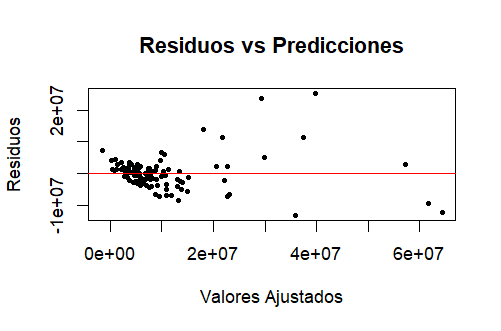 Residuos vs Predicciones
Residuos
2e+07
-1e+07
0e+00 2e+07 4e+07 6e+07
Valores Ajustados